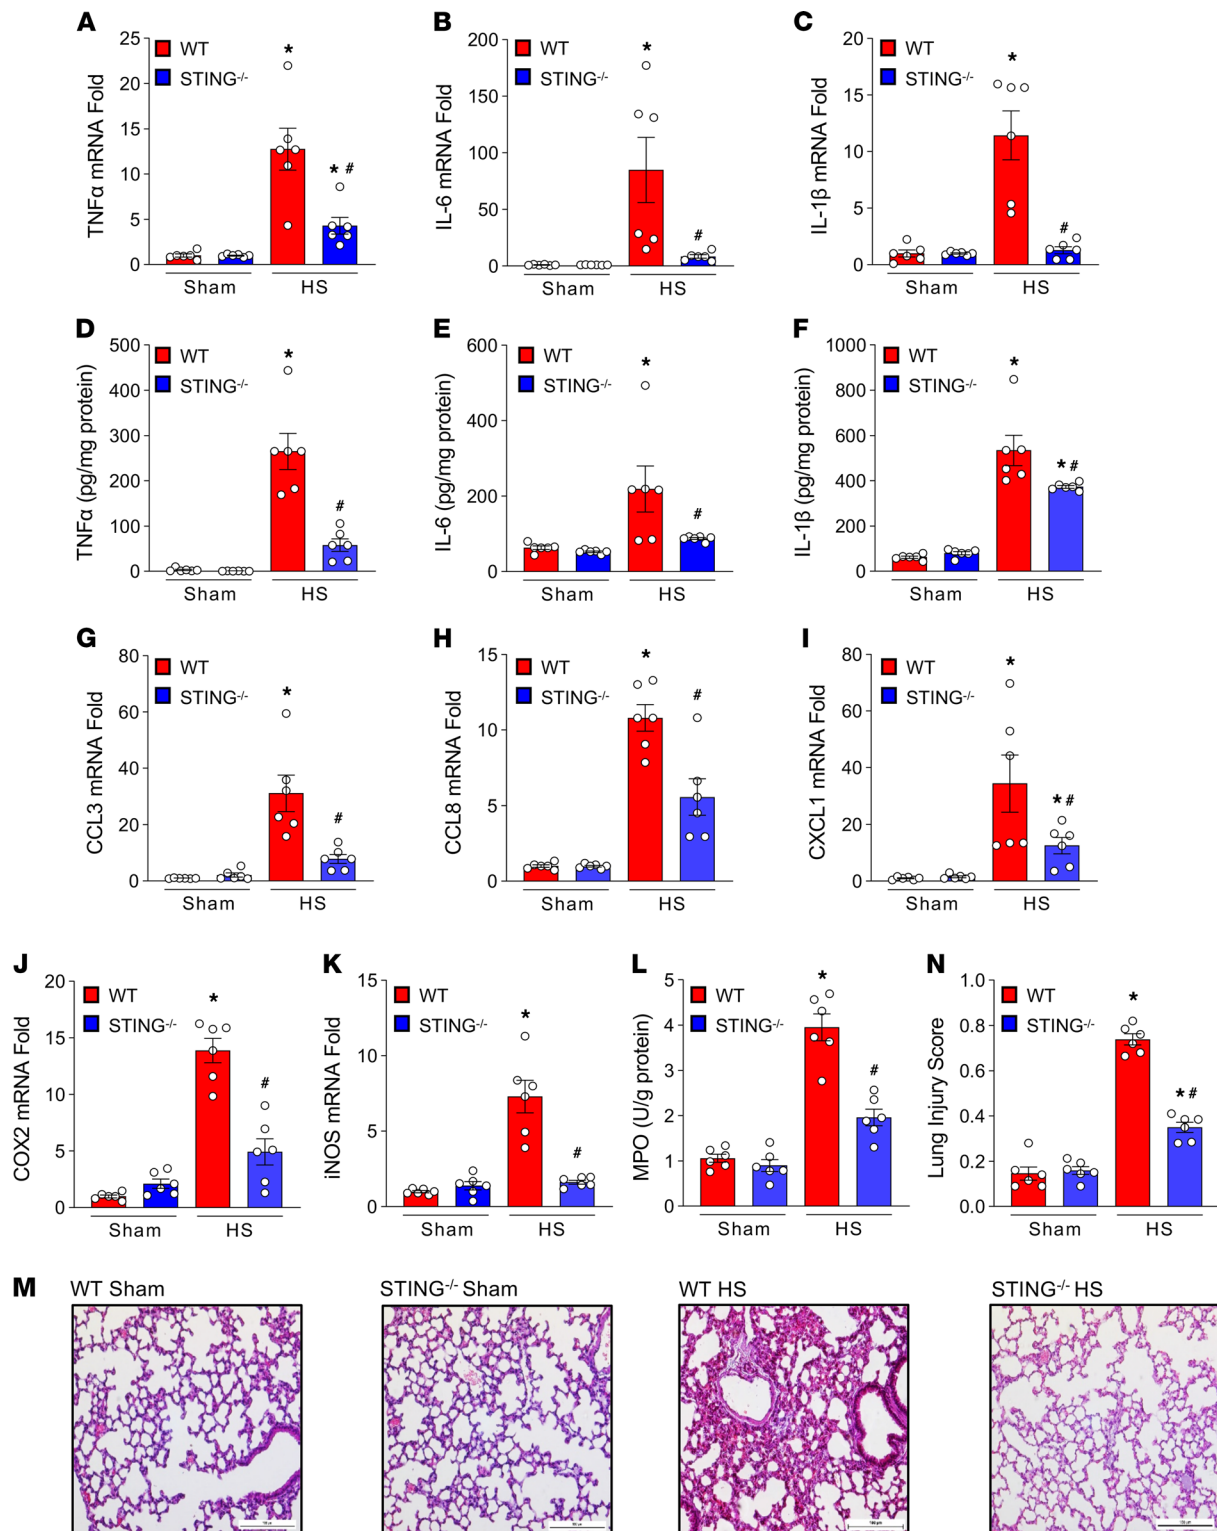 A
TNFα mRNA Fold
25
20
15
10
5
0
WT
STING-/-
*
* #
Sham
HS
B
IL-6 mRNA Fold
200
150
100
50
0
WT
STING-/-
*
#
Sham
HS
C
IL-1β mRNA Fold
20
15
10
5
0
WT
STING-/-
*
#
Sham
HS
D
TNFα (pg/mg protein)
500
400
300
200
100
0
WT
STING-/-
*
#
Sham
HS
E
IL-6 (pg/mg protein)
600
400
200
0
WT
STING-/-
*
#
Sham
HS
F
IL-1β (pg/mg protein)
1000
800
600
400
200
0
WT
STING-/-
*
* #
Sham
HS
G
CCL3 mRNA Fold
80
60
40
20
0
WT
STING-/-
*
#
Sham
HS
H
CCL8 mRNA Fold
15
10
5
0
WT
STING-/-
*
#
Sham
HS
I
CXCL1 mRNA Fold
80
60
40
20
0
WT
STING-/-
*
* #
Sham
HS
J
COX2 mRNA Fold
20
15
10
5
0
WT
STING-/-
*
#
Sham
HS
K
iNOS mRNA Fold
15
10
5
0
WT
STING-/-
*
#
Sham
HS
L
MPO (U/g protein)
5
4
3
2
1
0
WT
STING-/-
*
#
Sham
HS
N
Lung Injury Score
1.0
0.8
0.6
0.4
0.2
0.0
WT
STING-/-
*
* #
Sham
HS
M
WT Sham
STING-/- Sham
WT HS
STING-/- HS